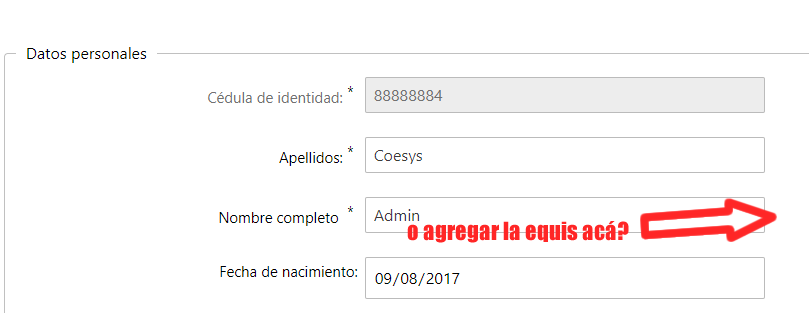 Datos personales
Cédula de identidad: * 88888884
Apellidos: * Coesys
Nombre completo * Admin
o agregar la equis acá?
Fecha de nacimiento: 09/08/2017